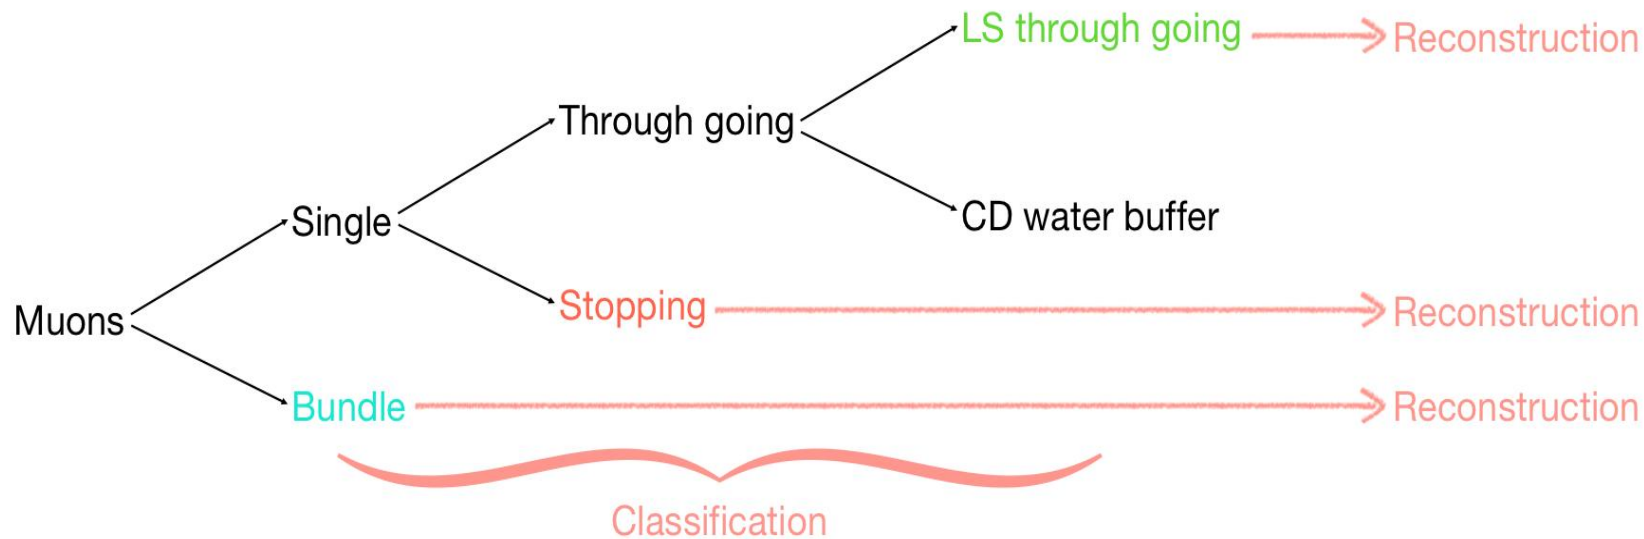 LS through going
Reconstruction
Through going
Single
CD water buffer
Muons
Stopping
Reconstruction
Bundle
Reconstruction
Classification